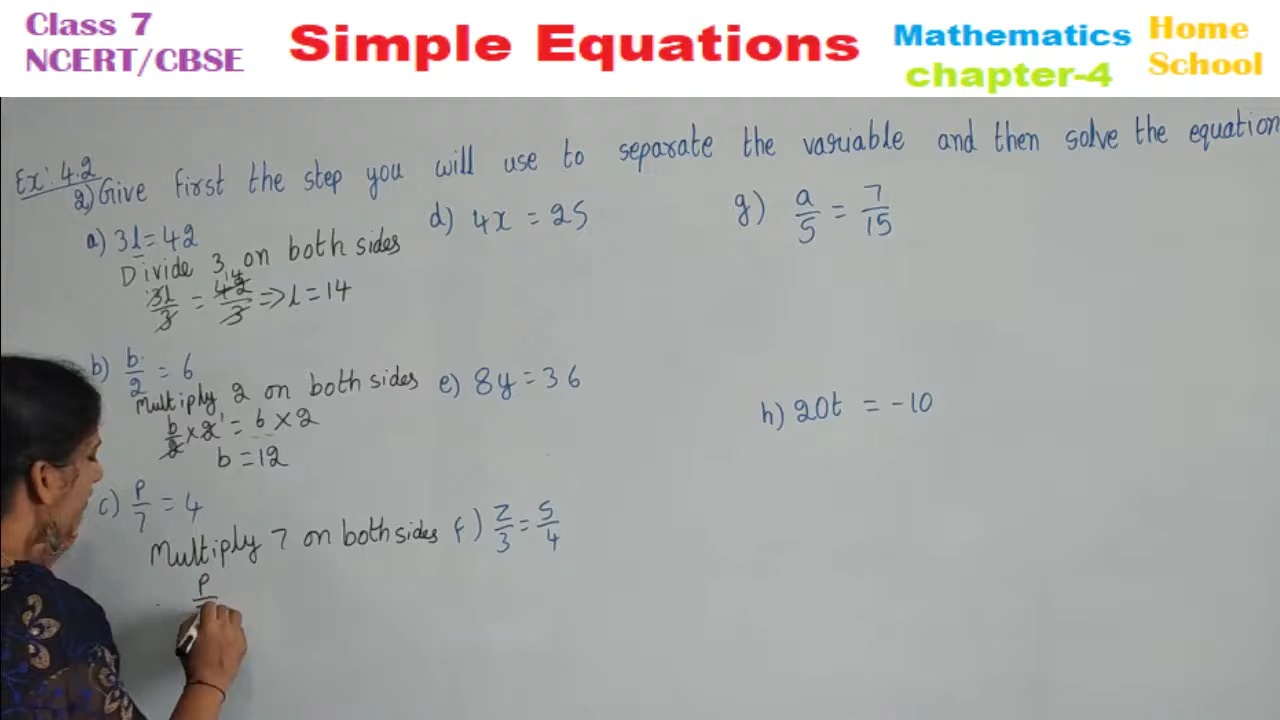 Class 7
NCERT/CBSE
Simple Equations
Mathematics
chapter-4
Home
School
Ex: 4.2
2) Give first the step you will use to separate the variable and then solve the equation
a) 3l = 42
Divide 3 on both sides
3l/3 = 42/3 14 => l = 14
b) b/2 = 6
Multiply 2 on both sides
b/2 × 2 1 = 6 × 2
b = 12
c) P/7 = 4
Multiply 7 on both sides
P
d) 4x = 25
e) 8y = 36
f) z/3 = 5/4
g) a/5 = 7/15
h) 20t = -10